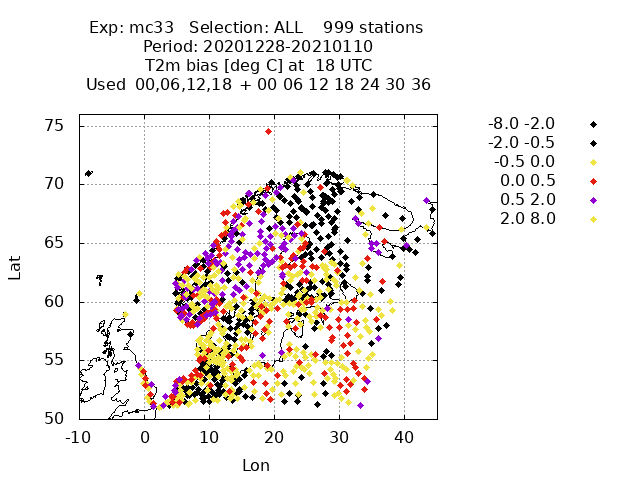 Exp: mc33   Selection: ALL    999 stations
Period: 20201228-20210110
T2m bias [deg C] at  18 UTC
Used  00,06,12,18  + 00 06 12 18 24 30 36
-8.0 -2.0
-2.0 -0.5
-0.5 0.0
0.0 0.5
0.5 2.0
2.0 8.0
75
70
65
60
55
50
Lat
-10 0 10 20 30 40
Lon